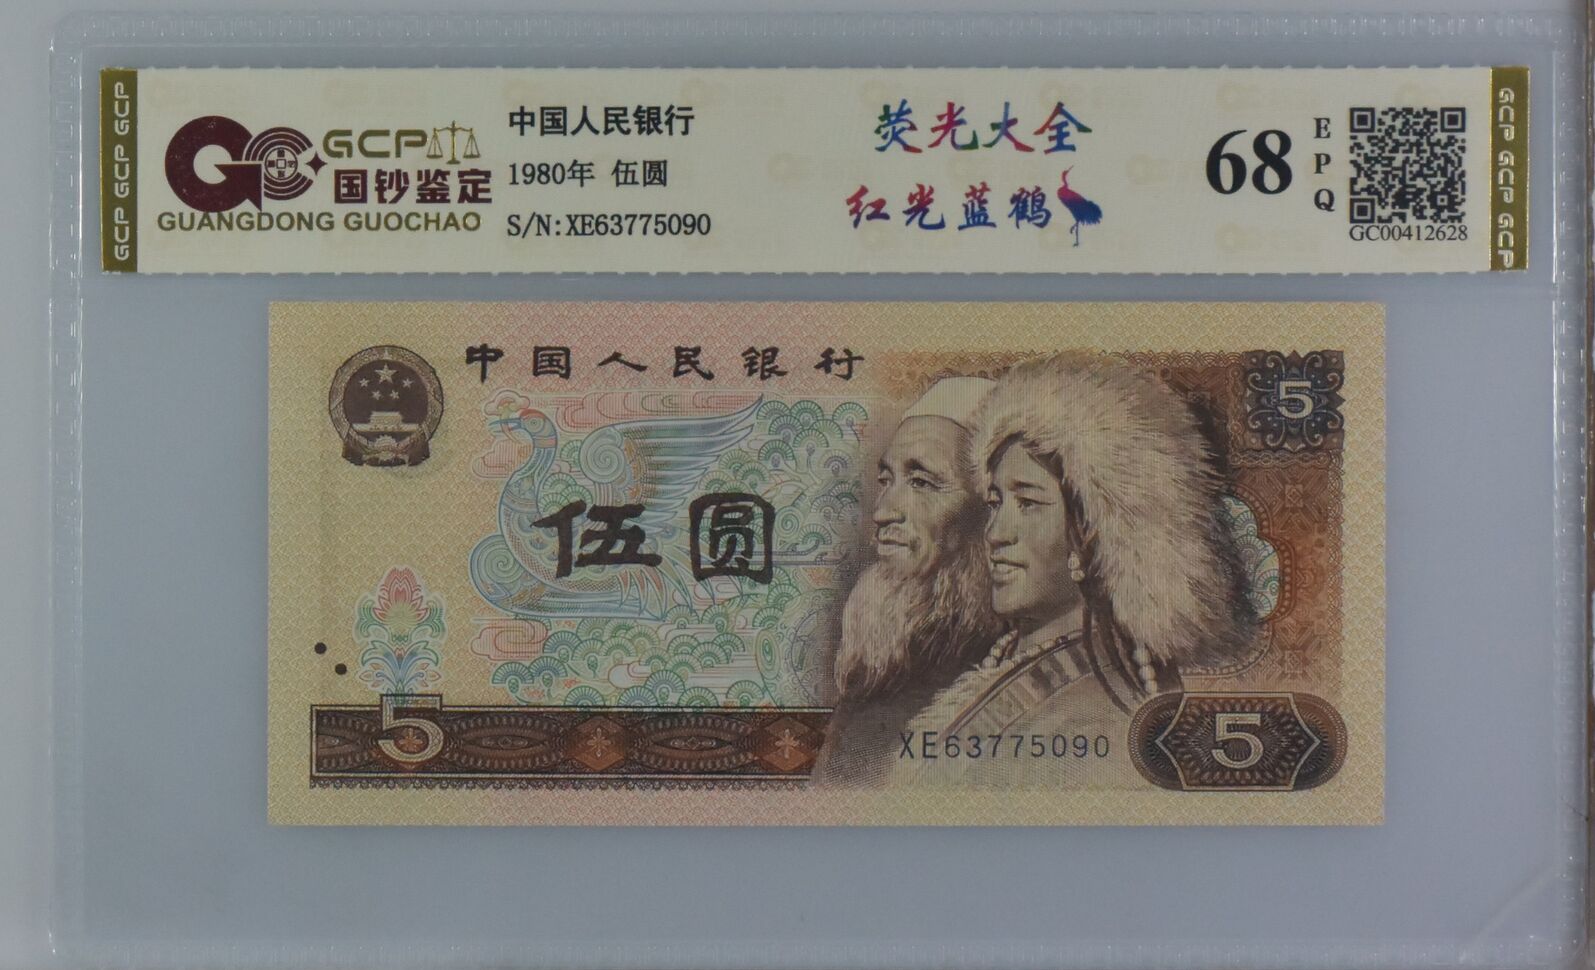 GCP GCP GCP
GCP
国钞鉴定
GUANGDONG GUOCHAO
中国人民银行
1980年 伍圆
S/N:XE63775090
荧光大全
红光蓝鹤
68
EPQ
GC00412628
GCP GCP GCP GCP
中国人民银行
5
伍圆
5
XE63775090
5